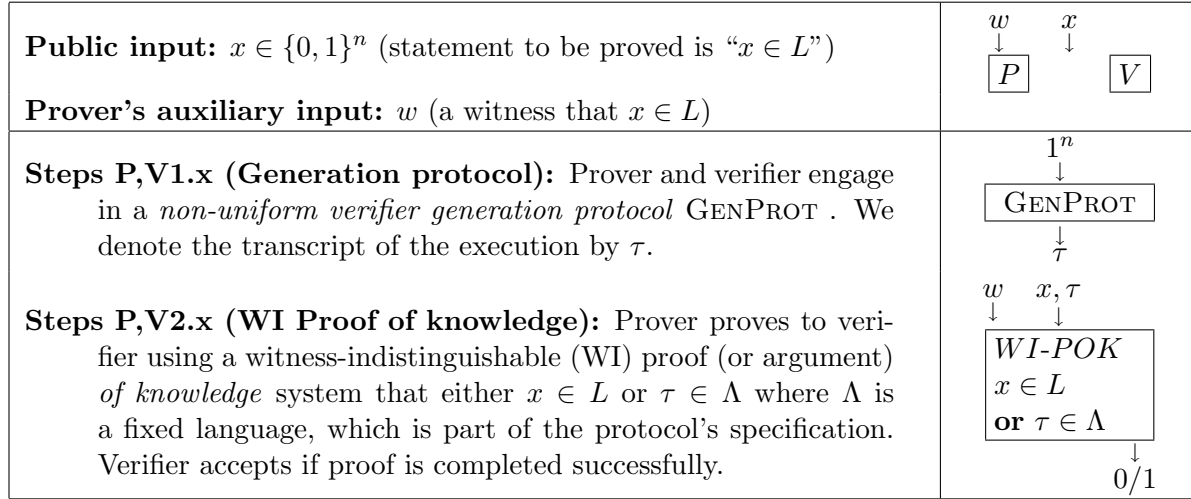 Public input: x ∈ {0, 1}ⁿ (statement to be proved is “x ∈ L”)
Prover’s auxiliary input: w (a witness that x ∈ L)
w x
↓ ↓
P V
Steps P,V1.x (Generation protocol): Prover and verifier engage
in a non-uniform verifier generation protocol GENPROT . We
denote the transcript of the execution by τ.
1ⁿ
↓
GENPROT
↓
τ
Steps P,V2.x (WI Proof of knowledge): Prover proves to veri-
fier using a witness-indistinguishable (WI) proof (or argument)
of knowledge system that either x ∈ L or τ ∈ Λ where Λ is
a fixed language, which is part of the protocol’s specification.
Verifier accepts if proof is completed successfully.
w x, τ
↓ ↓
WI-POK
x ∈ L
or τ ∈ Λ
↓
0/1